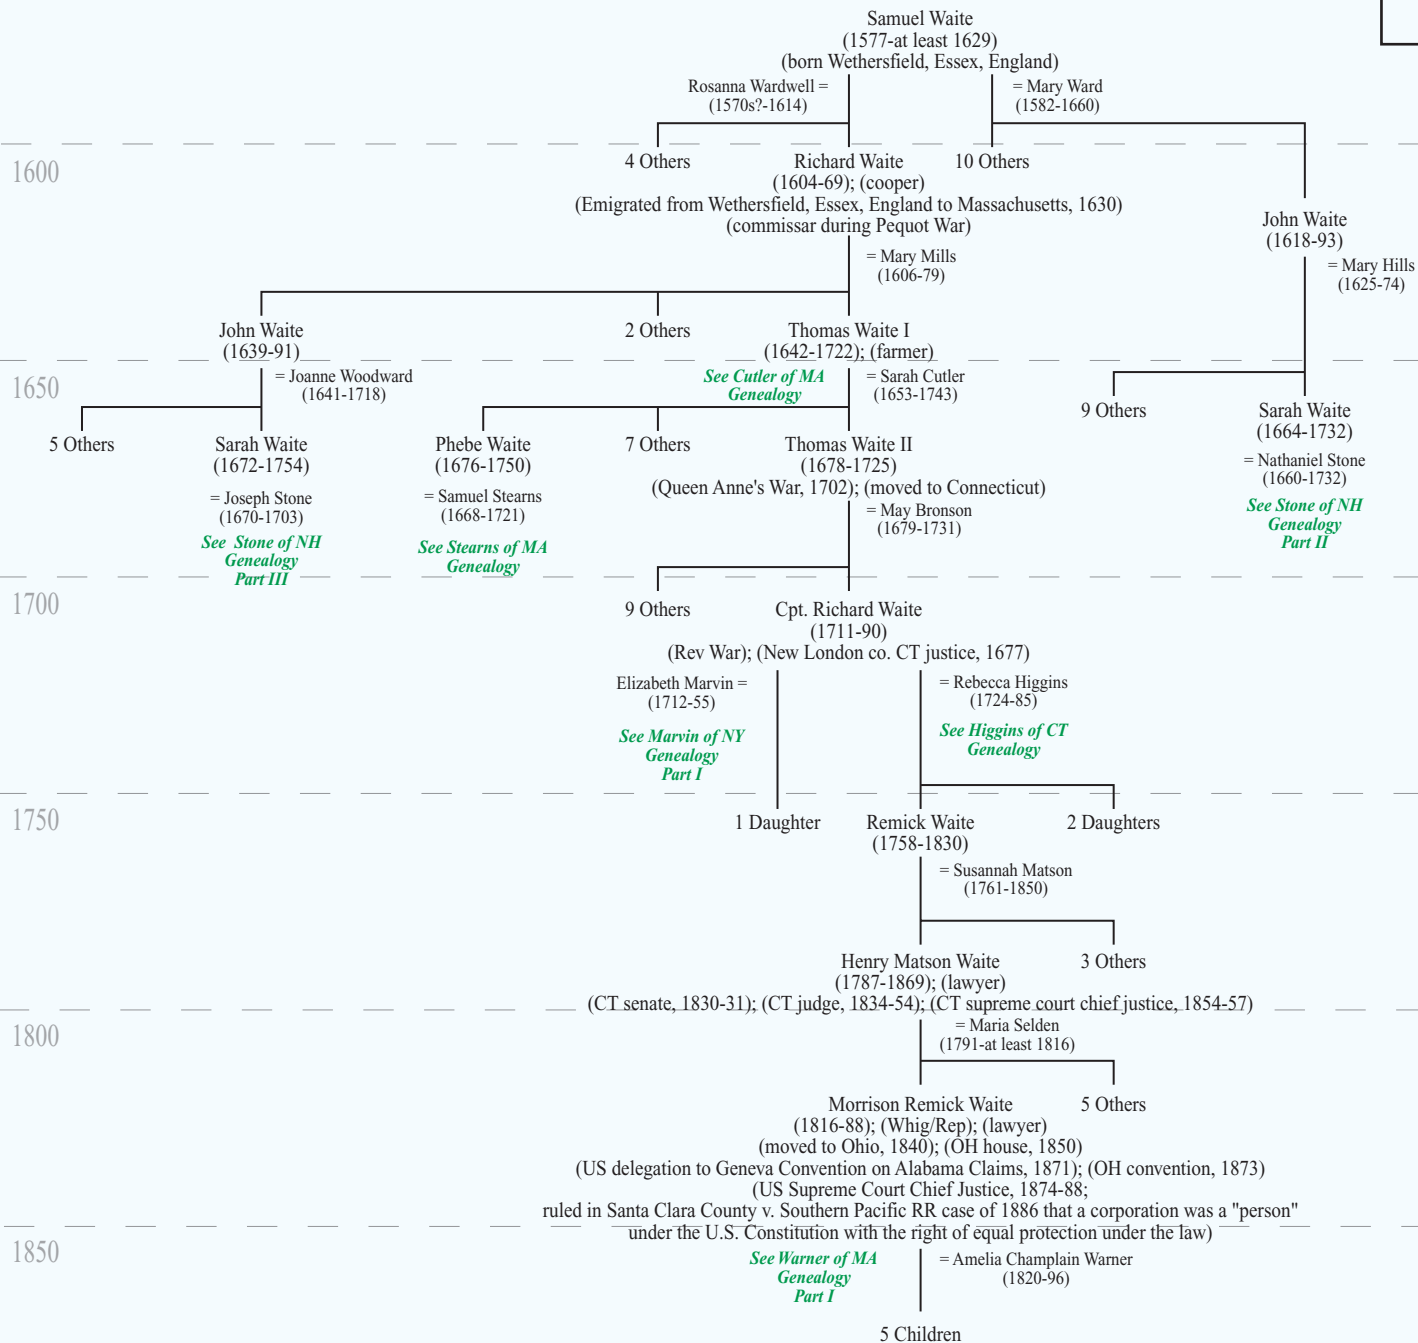 Samuel Waite
(1577-at least 1629)
(born Wethersfield, Essex, England)
Rosanna Wardwell =
(1570s?-1614)
= Mary Ward
(1582-1660)
1600
4 Others
Richard Waite
(1604-69); (cooper)
(Emigrated from Wethersfield, Essex, England to Massachusetts, 1630)
(commissar during Pequot War)
10 Others
John Waite
(1618-93)
= Mary Mills
(1606-79)
= Mary Hills
(1625-74)
John Waite
(1639-91)
2 Others
Thomas Waite I
(1642-1722); (farmer)
1650
= Joanne Woodward
(1641-1718)
See Cutler of MA
Genealogy
= Sarah Cutler
(1653-1743)
9 Others
Sarah Waite
(1664-1732)
5 Others
Sarah Waite
(1672-1754)
Phebe Waite
(1676-1750)
7 Others
Thomas Waite II
(1678-1725)
(Queen Anne's War, 1702); (moved to Connecticut)
= Nathaniel Stone
(1660-1732)
See Stone of NH
Genealogy
Part II
= Joseph Stone
(1670-1703)
See Stone of NH
Genealogy
Part III
= Samuel Stearns
(1668-1721)
See Stearns of MA
Genealogy
= May Bronson
(1679-1731)
1700
9 Others
Cpt. Richard Waite
(1711-90)
(Rev War); (New London co. CT justice, 1677)
Elizabeth Marvin =
(1712-55)
See Marvin of NY
Genealogy
Part I
= Rebecca Higgins
(1724-85)
See Higgins of CT
Genealogy
1750
1 Daughter
Remick Waite
(1758-1830)
2 Daughters
= Susannah Matson
(1761-1850)
Henry Matson Waite
(1787-1869); (lawyer)
(CT senate, 1830-31); (CT judge, 1834-54); (CT supreme court chief justice, 1854-57)
3 Others
1800
= Maria Selden
(1791-at least 1816)
Morrison Remick Waite
(1816-88); (Whig/Rep); (lawyer)
(moved to Ohio, 1840); (OH house, 1850)
(US delegation to Geneva Convention on Alabama Claims, 1871); (OH convention, 1873)
(US Supreme Court Chief Justice, 1874-88;
ruled in Santa Clara County v. Southern Pacific RR case of 1886 that a corporation was a "person"
under the U.S. Constitution with the right of equal protection under the law)
5 Others
1850
See Warner of MA
Genealogy
Part I
= Amelia Champlain Warner
(1820-96)
5 Children